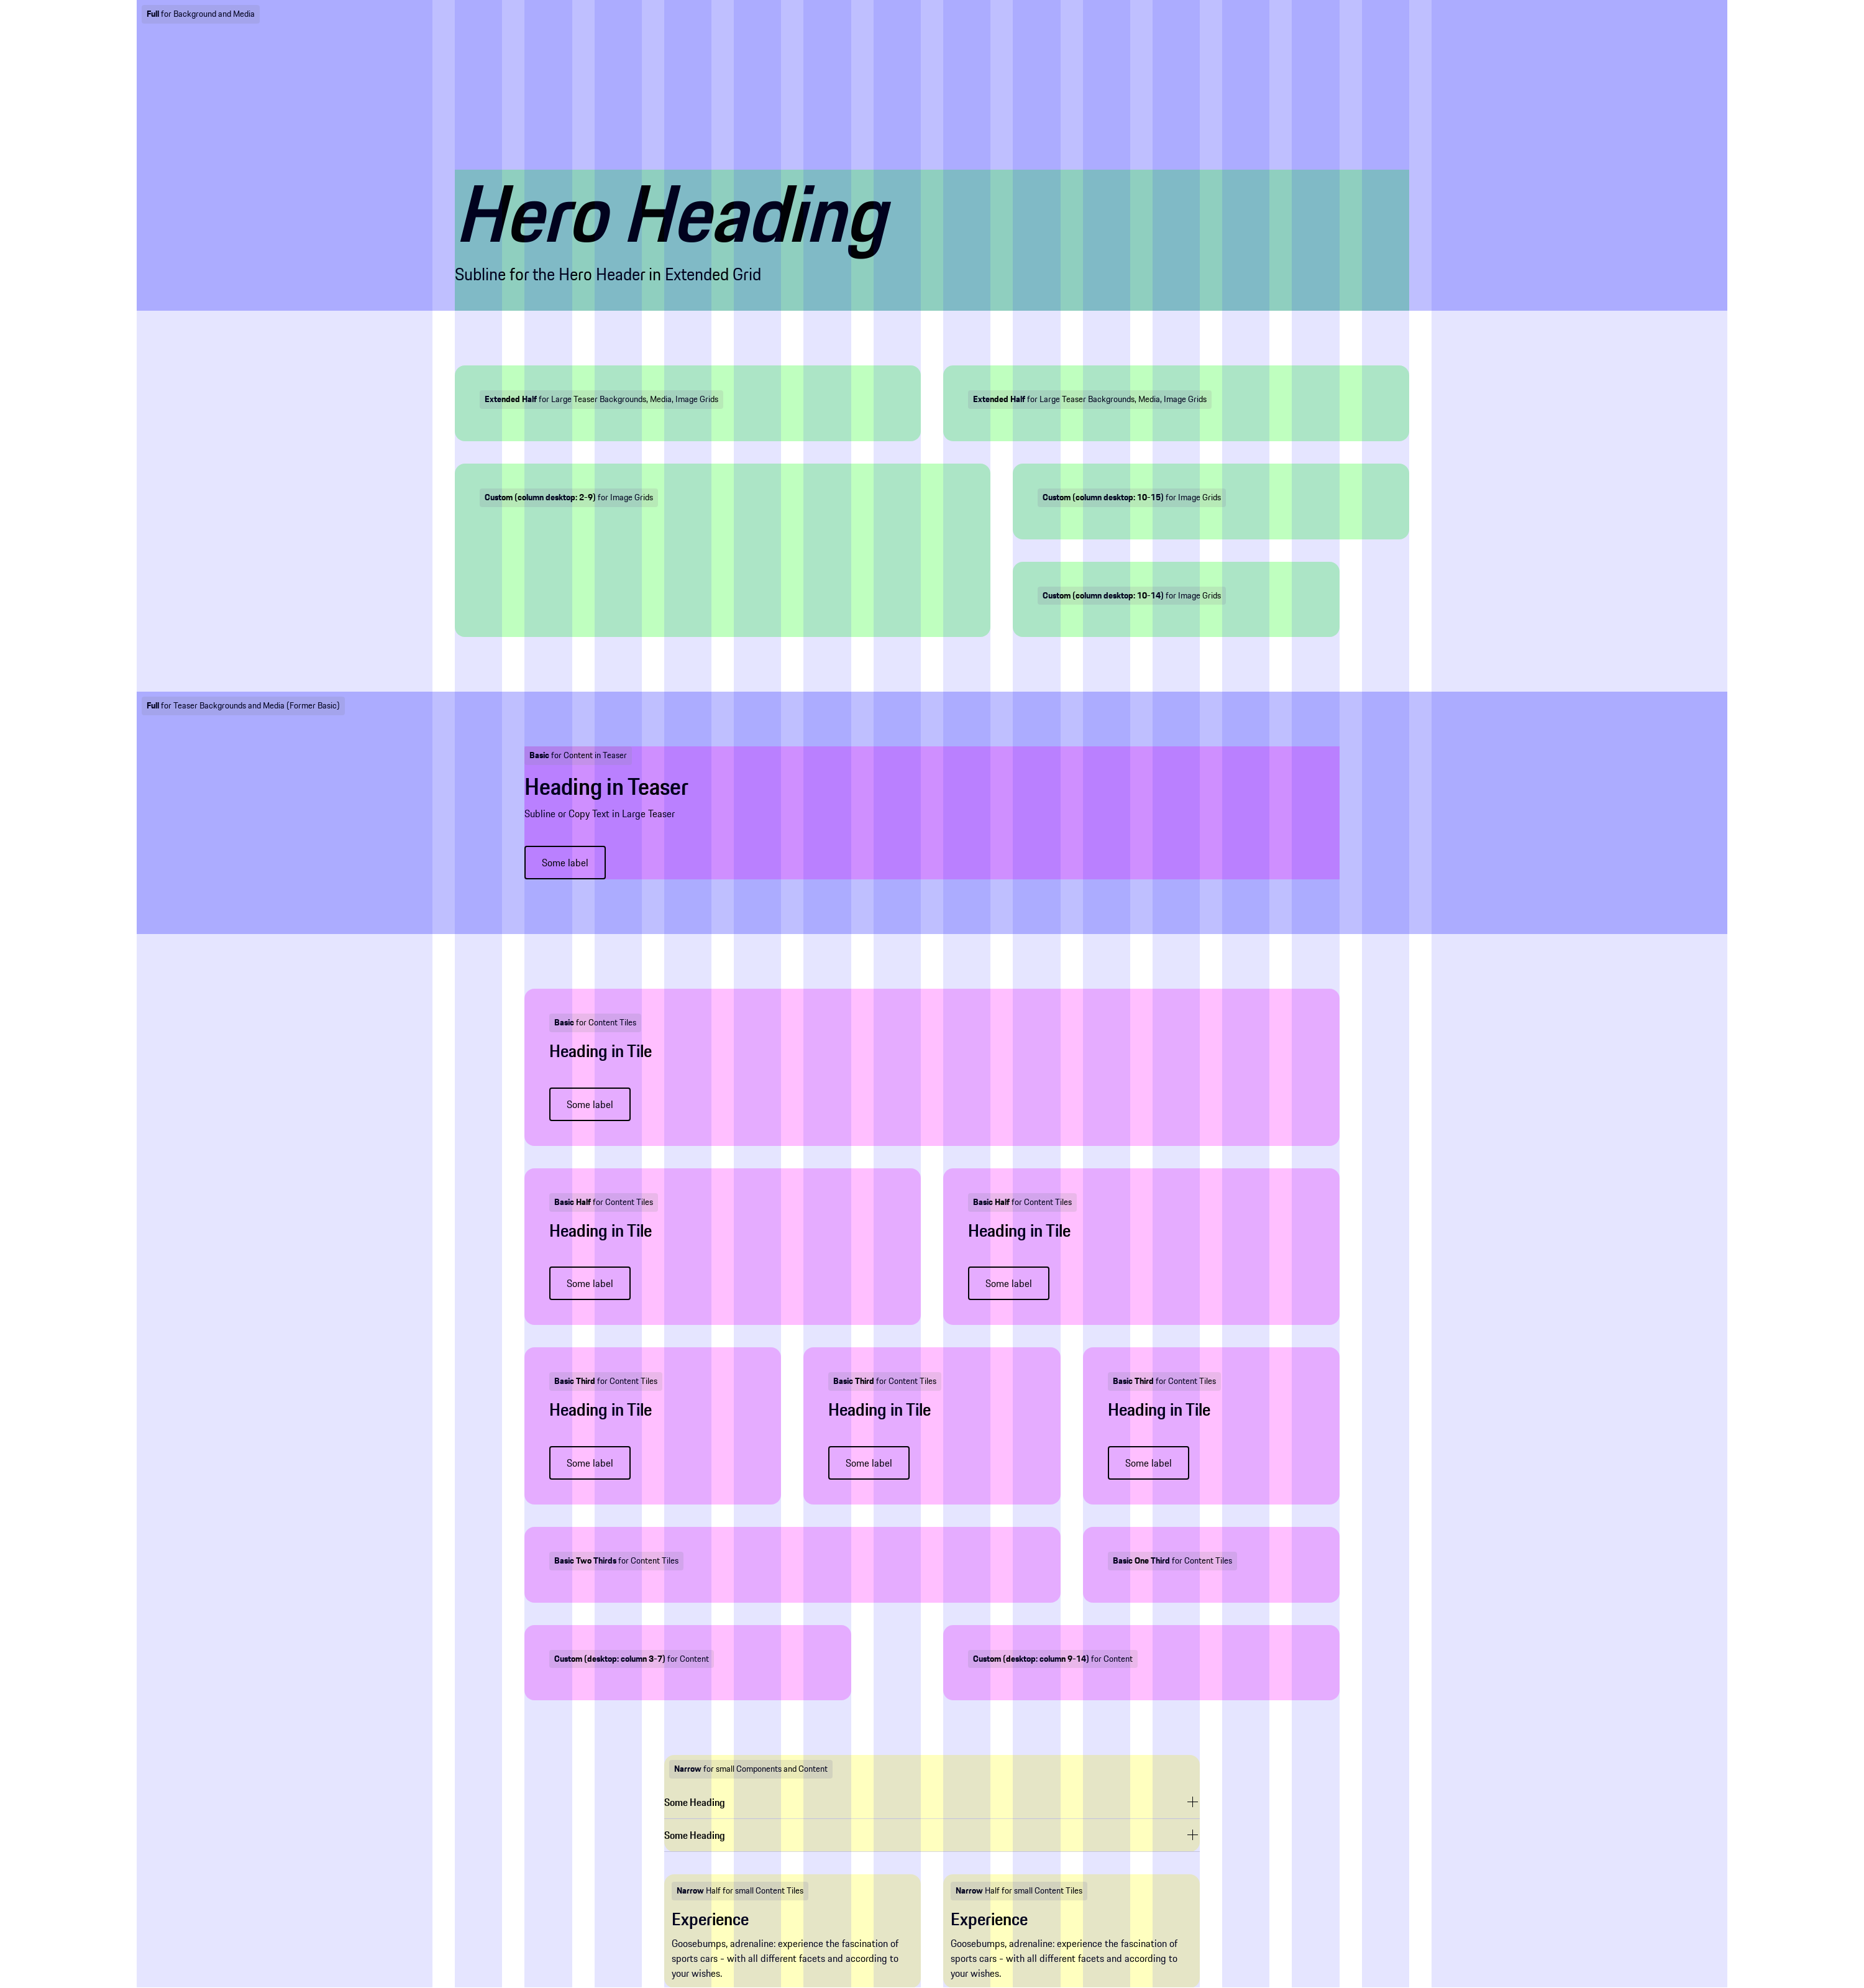 Full for Background and Media
Hero Heading
Subline for the Hero Header in Extended Grid
Extended Half for Large Teaser Backgrounds, Media, Image Grids
Extended Half for Large Teaser Backgrounds, Media, Image Grids
Custom (column desktop: 2-9) for Image Grids
Custom (column desktop: 10-15) for Image Grids
Custom (column desktop: 10-14) for Image Grids
Full for Teaser Backgrounds and Media (Former Basic)
Basic for Content in Teaser
Heading in Teaser
Subline or Copy Text in Large Teaser
Some label
Basic for Content Tiles
Heading in Tile
Some label
Basic Half for Content Tiles
Heading in Tile
Some label
Basic Half for Content Tiles
Heading in Tile
Some label
Basic Third for Content Tiles
Heading in Tile
Some label
Basic Third for Content Tiles
Heading in Tile
Some label
Basic Third for Content Tiles
Heading in Tile
Some label
Basic Two Thirds for Content Tiles
Basic One Third for Content Tiles
Custom (desktop: column 3-7) for Content
Custom (desktop: column 9-14) for Content
Narrow for small Components and Content
Some Heading
Some Heading
Narrow Half for small Content Tiles
Experience
Goosebumps, adrenaline: experience the fascination of
sports cars - with all different facets and according to
your wishes.
Narrow Half for small Content Tiles
Experience
Goosebumps, adrenaline: experience the fascination of
sports cars - with all different facets and according to
your wishes.